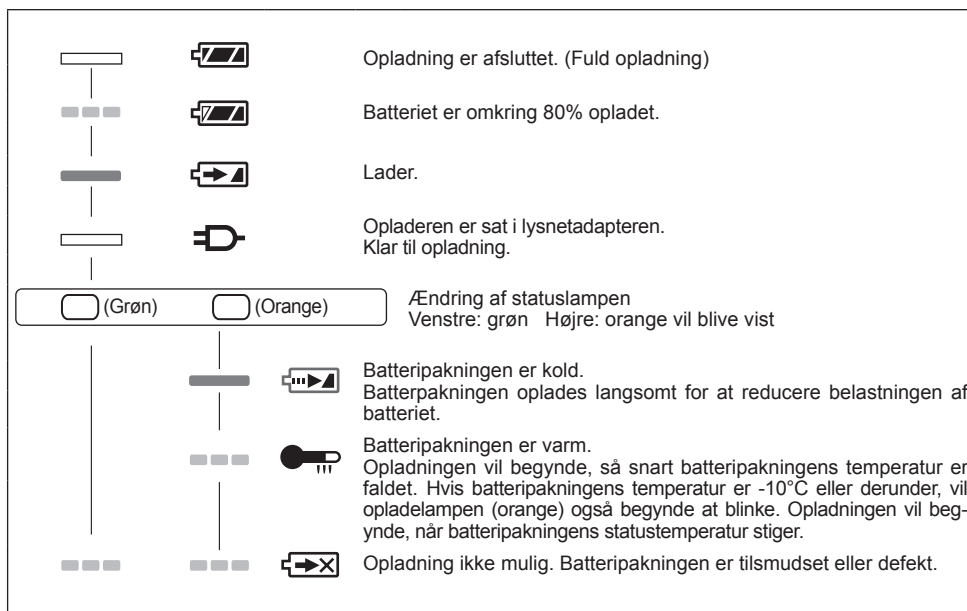 Opladning er afsluttet. (Fuld opladning)
Batteriet er omkring 80% opladet.
Lader.
Opladeren er sat i lysnetadapteren.
Klar til opladning.
(Grøn) (Orange)
Ændring af statuslampen
Venstre: grøn Højre: orange vil blive vist
Batteripakningen er kold.
Batterpakningen oplades langsomt for at reducere belastningen af
batteriet.
Batteripakningen er varm.
Opladningen vil begynde, så snart batteripakningens temperatur er
faldet. Hvis batteripakningens temperatur er -10°C eller derunder, vil
opladelampen (orange) også begynde at blinke. Opladningen vil beg-
ynde, når batteripakningens statustemperatur stiger.
Opladning ikke mulig. Batteripakningen er tilsmudset eller defekt.